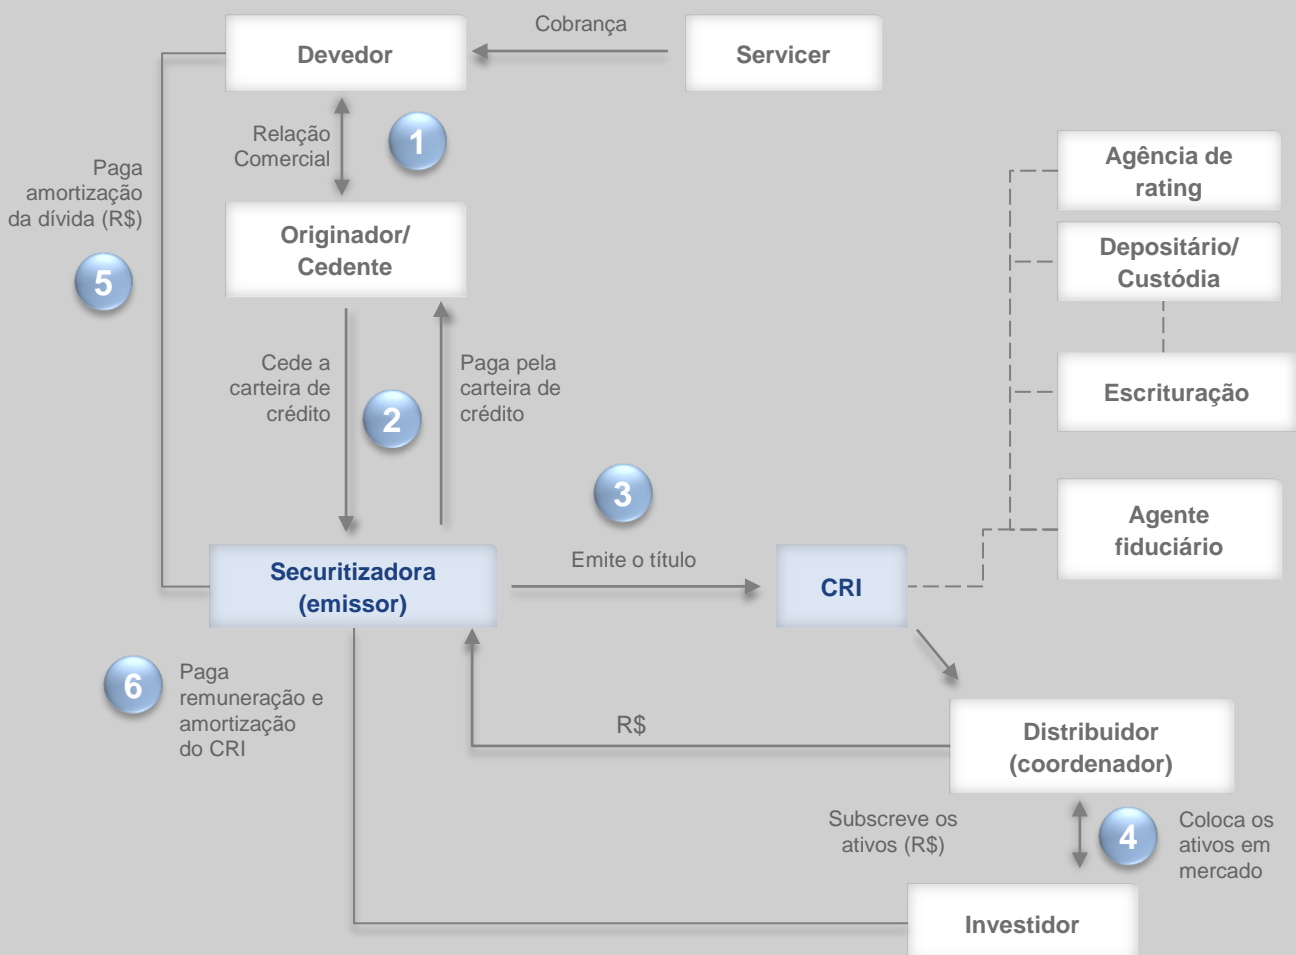 Cobrança
Devedor
Servicer
Relação
Comercial
1
Agência de
rating
Paga
amortização
da dívida (R$)
5
Originador/
Cedente
Depositário/
Custódia
Cede a
carteira de
crédito
2
Paga pela
carteira de
crédito
Escrituração
3
Agente
fiduciário
Securitizadora
(emissor)
Emite o título
CRI
6
Paga
remuneração e
amortização
do CRI
R$
Distribuidor
(coordenador)
Subscreve os
ativos (R$)
4
Coloca os
ativos em
mercado
Investidor